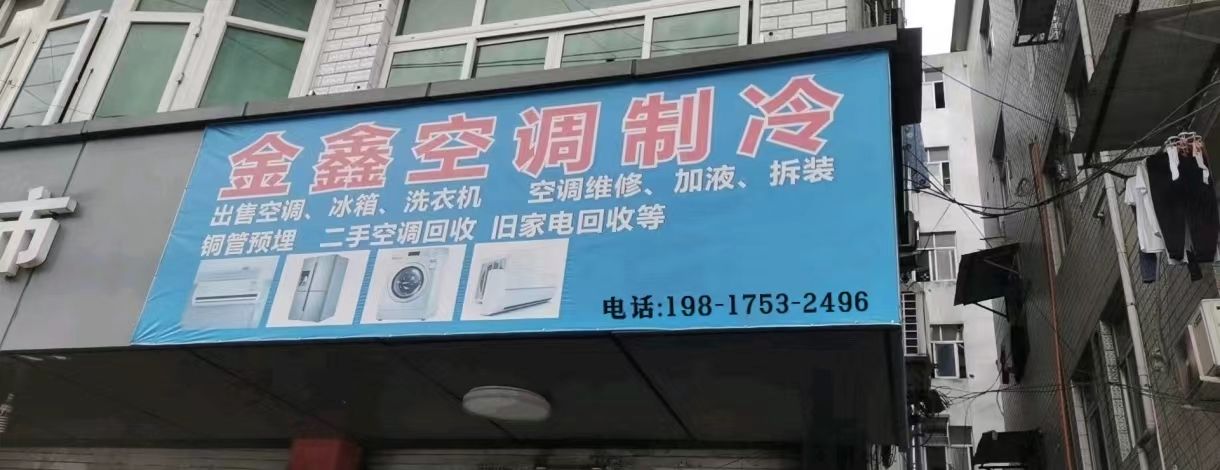 金鑫空调制冷
出售空调、冰箱、洗衣机 空调维修、加液、拆装
铜管预埋 二手空调回收 旧家电回收等
电话:198-1753-2496
市